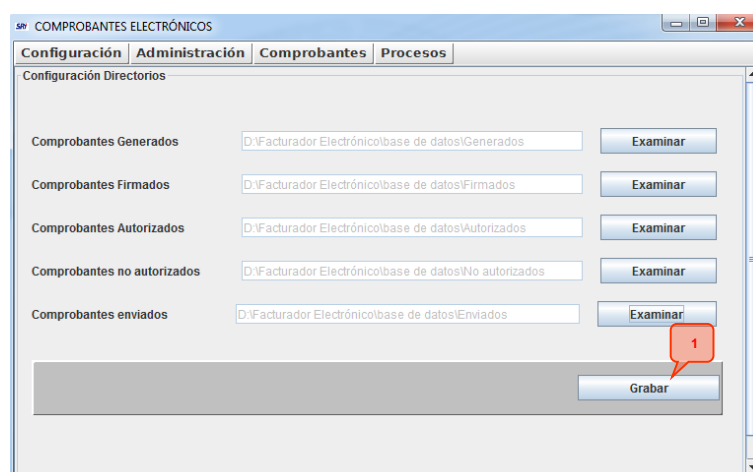 SRI COMPROBANTES ELECTRÓNICOS
Configuración Administración Comprobantes Procesos
Configuración Directorios
Comprobantes Generados D:\Facturador Electrónico\base de datos\Generados Examinar
Comprobantes Firmados D:\Facturador Electrónico\base de datos\Firmados Examinar
Comprobantes Autorizados D:\Facturador Electrónico\base de datos\Autorizados Examinar
Comprobantes no autorizados D:\Facturador Electrónico\base de datos\No autorizados Examinar
Comprobantes enviados D:\Facturador Electrónico\base de datos\Enviados Examinar
1
Grabar